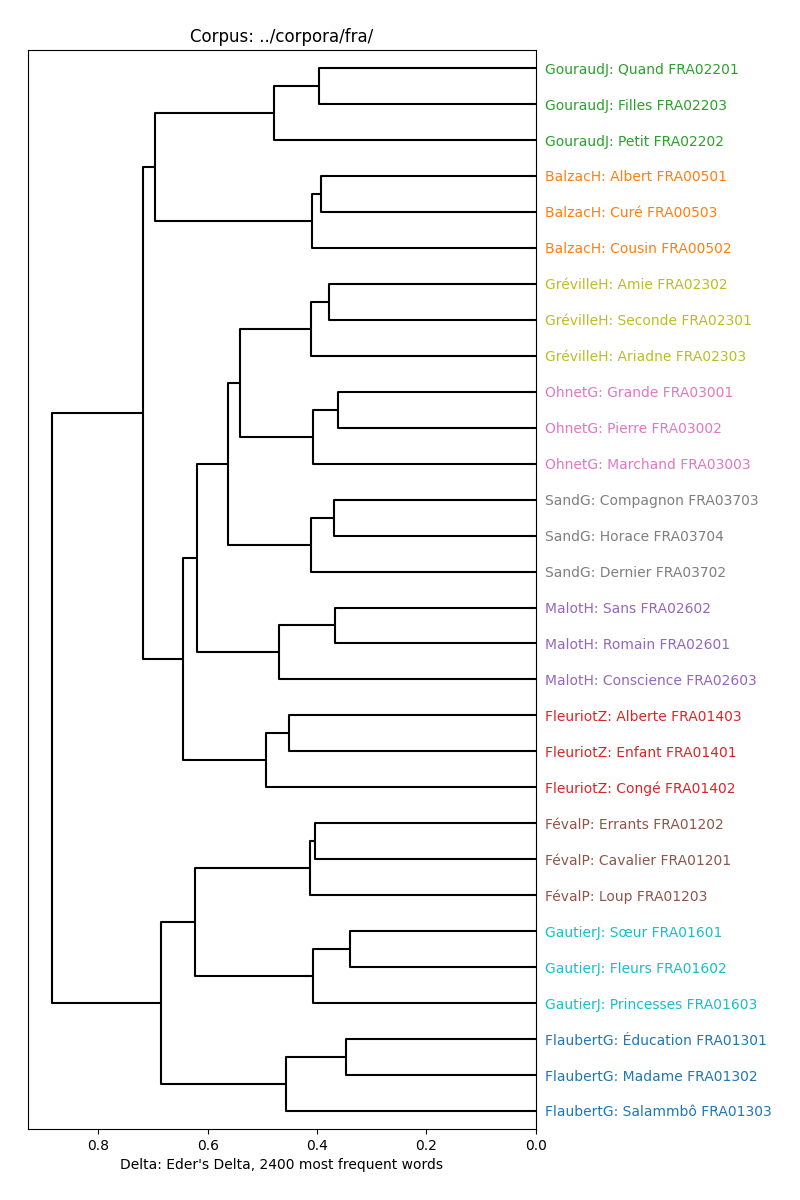 Corpus: ../corpora/fra/
GouraudJ: Quand FRA02201
GouraudJ: Filles FRA02203
GouraudJ: Petit FRA02202
BalzacH: Albert FRA00501
BalzacH: Curé FRA00503
BalzacH: Cousin FRA00502
GrévilleH: Amie FRA02302
GrévilleH: Seconde FRA02301
GrévilleH: Ariadne FRA02303
OhnetG: Grande FRA03001
OhnetG: Pierre FRA03002
OhnetG: Marchand FRA03003
SandG: Compagnon FRA03703
SandG: Horace FRA03704
SandG: Dernier FRA03702
MalotH: Sans FRA02602
MalotH: Romain FRA02601
MalotH: Conscience FRA02603
FleuriotZ: Alberte FRA01403
FleuriotZ: Enfant FRA01401
FleuriotZ: Congé FRA01402
FévalP: Errants FRA01202
FévalP: Cavalier FRA01201
FévalP: Loup FRA01203
GautierJ: Sœur FRA01601
GautierJ: Fleurs FRA01602
GautierJ: Princesses FRA01603
FlaubertG: Éducation FRA01301
FlaubertG: Madame FRA01302
FlaubertG: Salammbô FRA01303
0.8 0.6 0.4 0.2 0.0
Delta: Eder's Delta, 2400 most frequent words